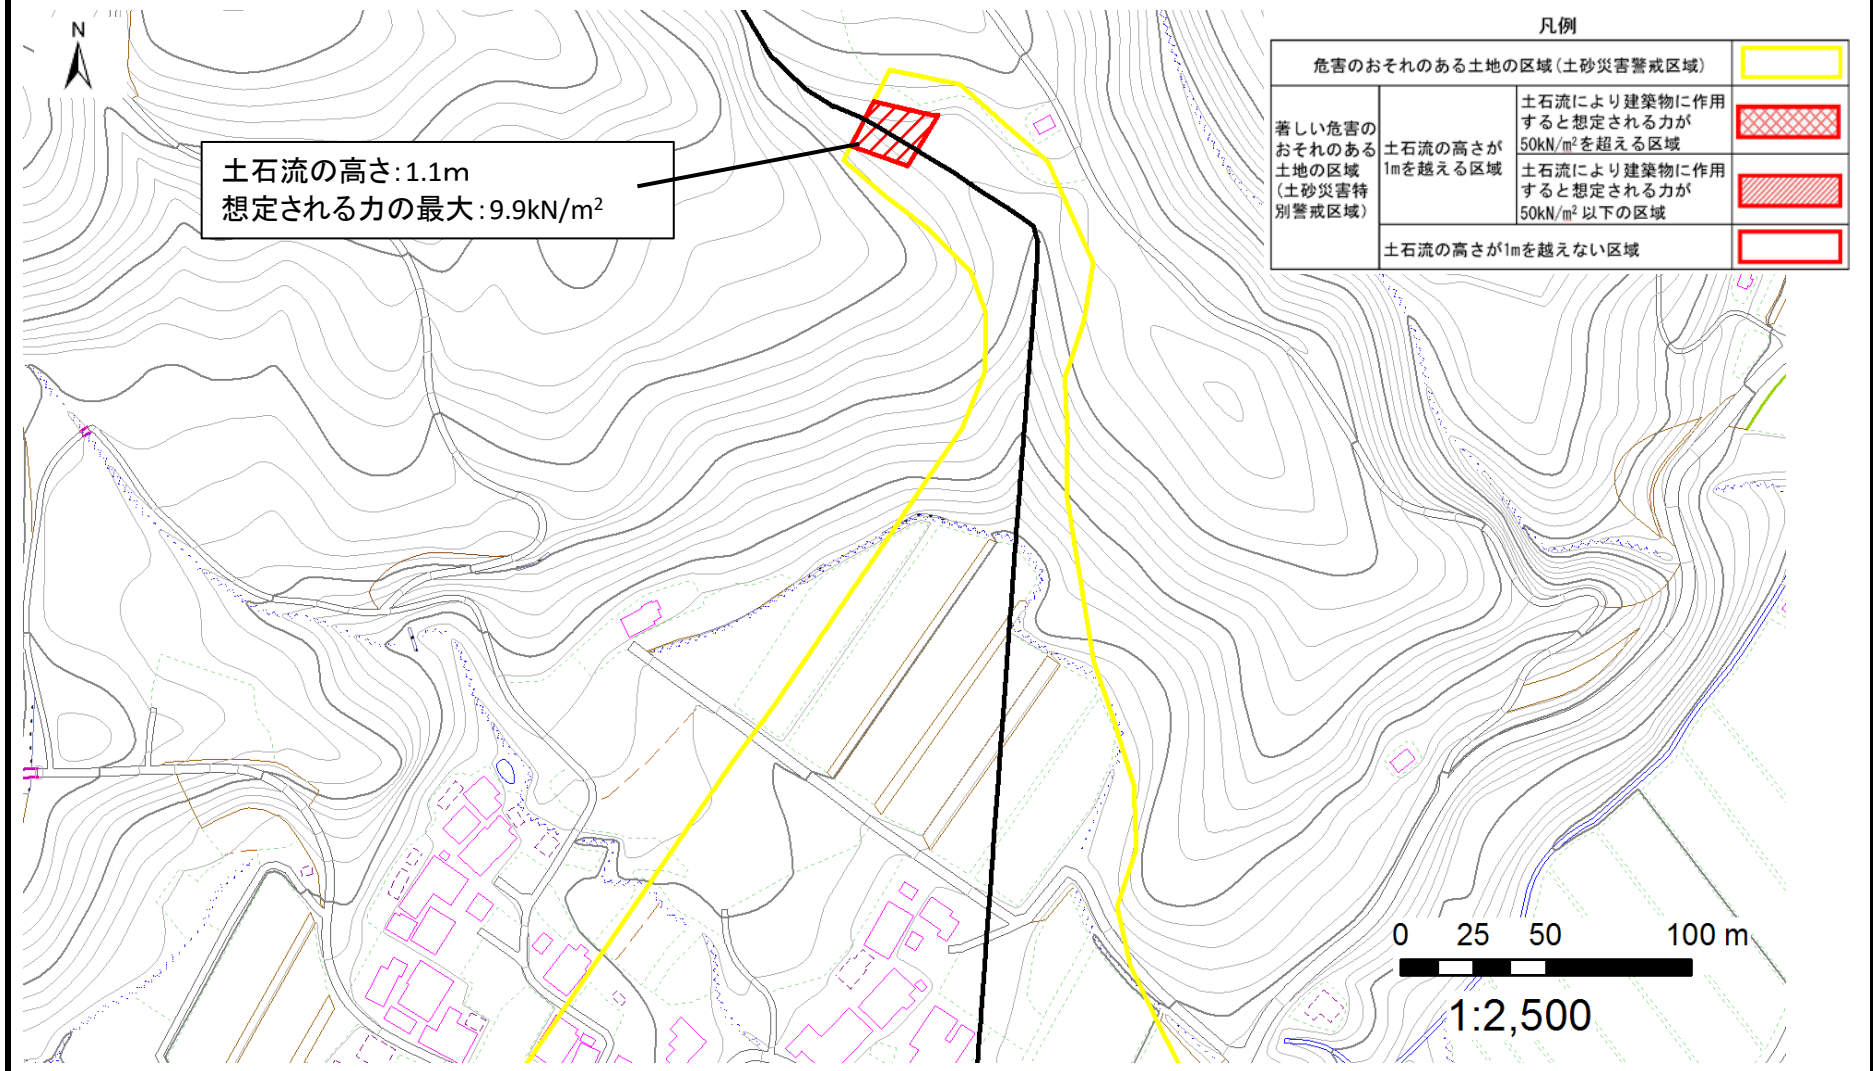 N
土石流の高さ:1.1m
想定される力の最大:9.9kN/m²
凡例
危害のおそれのある土地の区域(土砂災害警戒区域)
著しい危害の
おそれのある
土地の区域
(土砂災害特
別警戒区域)
土石流の高さが
1mを越える区域
土石流により建築物に作用
すると想定される力が
50kN/m²を超える区域
土石流により建築物に作用
すると想定される力が
50kN/m² 以下の区域
土石流の高さが1mを越えない区域
0 25 50 100 m
1:2,500